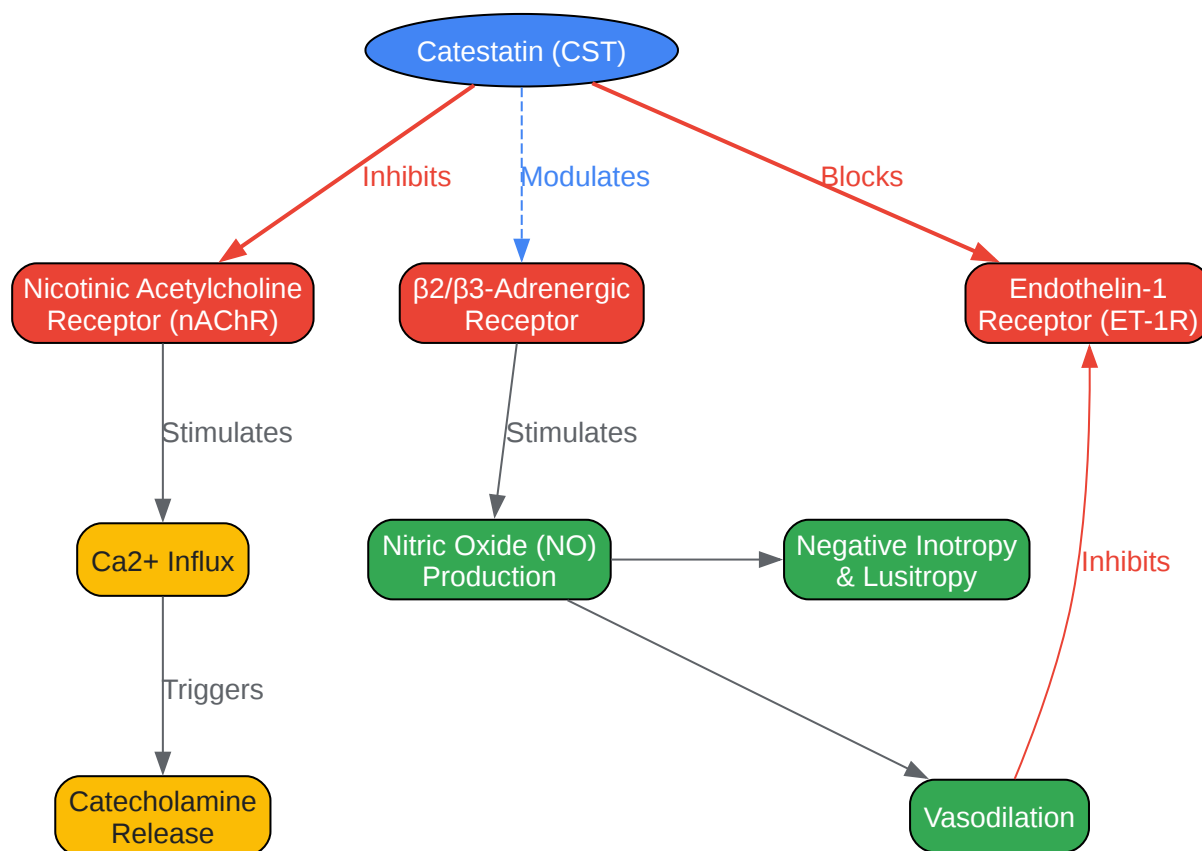 Catestatin (CST)
Inhibits
Modulates
Blocks
Nicotinic Acetylcholine
Receptor (nAChR)
β2/β3-Adrenergic
Receptor
Endothelin-1
Receptor (ET-1R)
Stimulates
Stimulates
Ca2+ Influx
Nitric Oxide (NO)
Production
Negative Inotropy
& Lusitropy
Inhibits
Triggers
Catecholamine
Release
Vasodilation